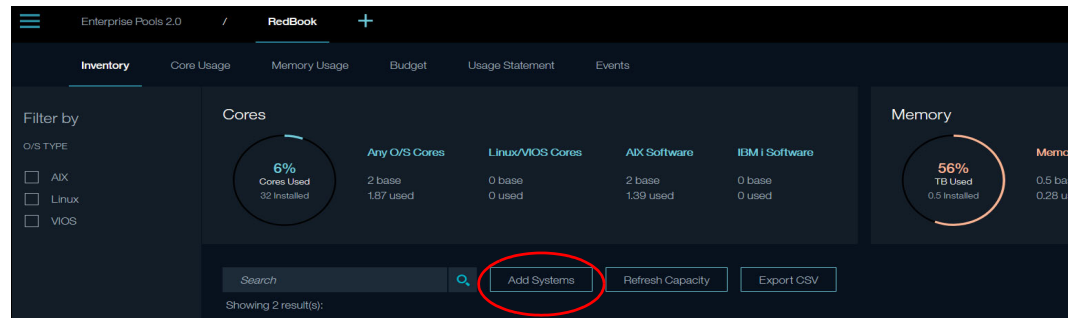 Enterprise Pools 2.0 / RedBook +
Inventory Core Usage Memory Usage Budget Usage Statement Events
Filter by
O/S TYPE
AIX
Linux
VIOS
Cores
6%
Cores Used
32 Installed
Any O/S Cores
2 base
1.87 used
Linux/VIOS Cores
0 base
0 used
AIX Software
2 base
1.39 used
IBM i Software
0 base
0 used
Memory
56%
TB Used
0.5 Installed
0.5
0.28
Search
Add Systems
Refresh Capacity
Export CSV
Showing 2 result(s):